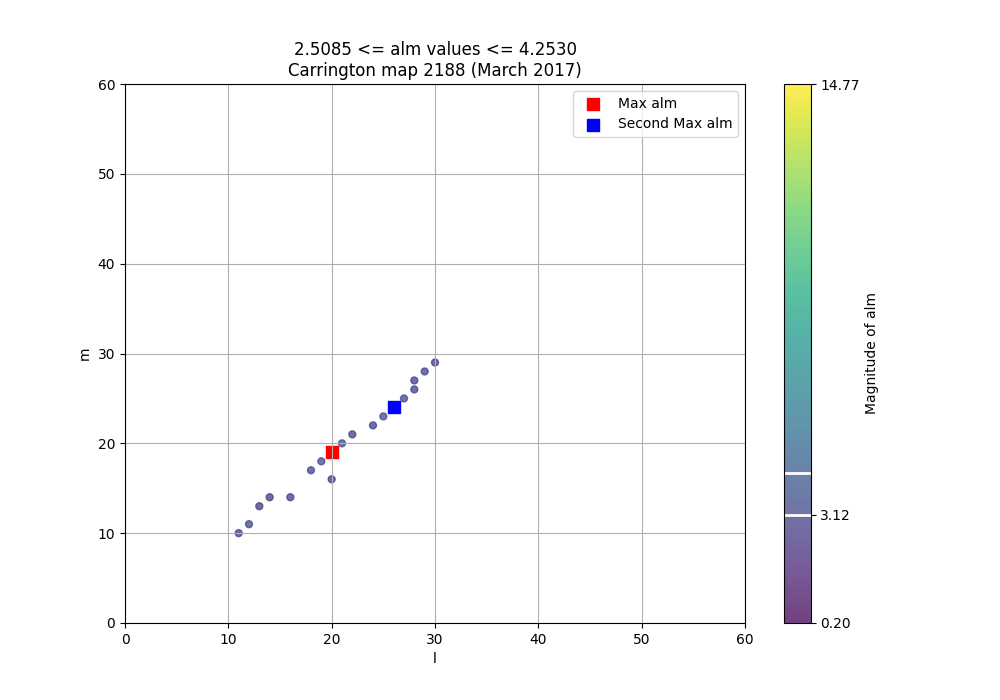 2.5085 <= alm values <= 4.2530
Carrington map 2188 (March 2017)
Max alm
Second Max alm
60
50
40
30
20
10
0
m
0 10 20 30 40 50 60
l
14.77
3.12
0.20
Magnitude of alm